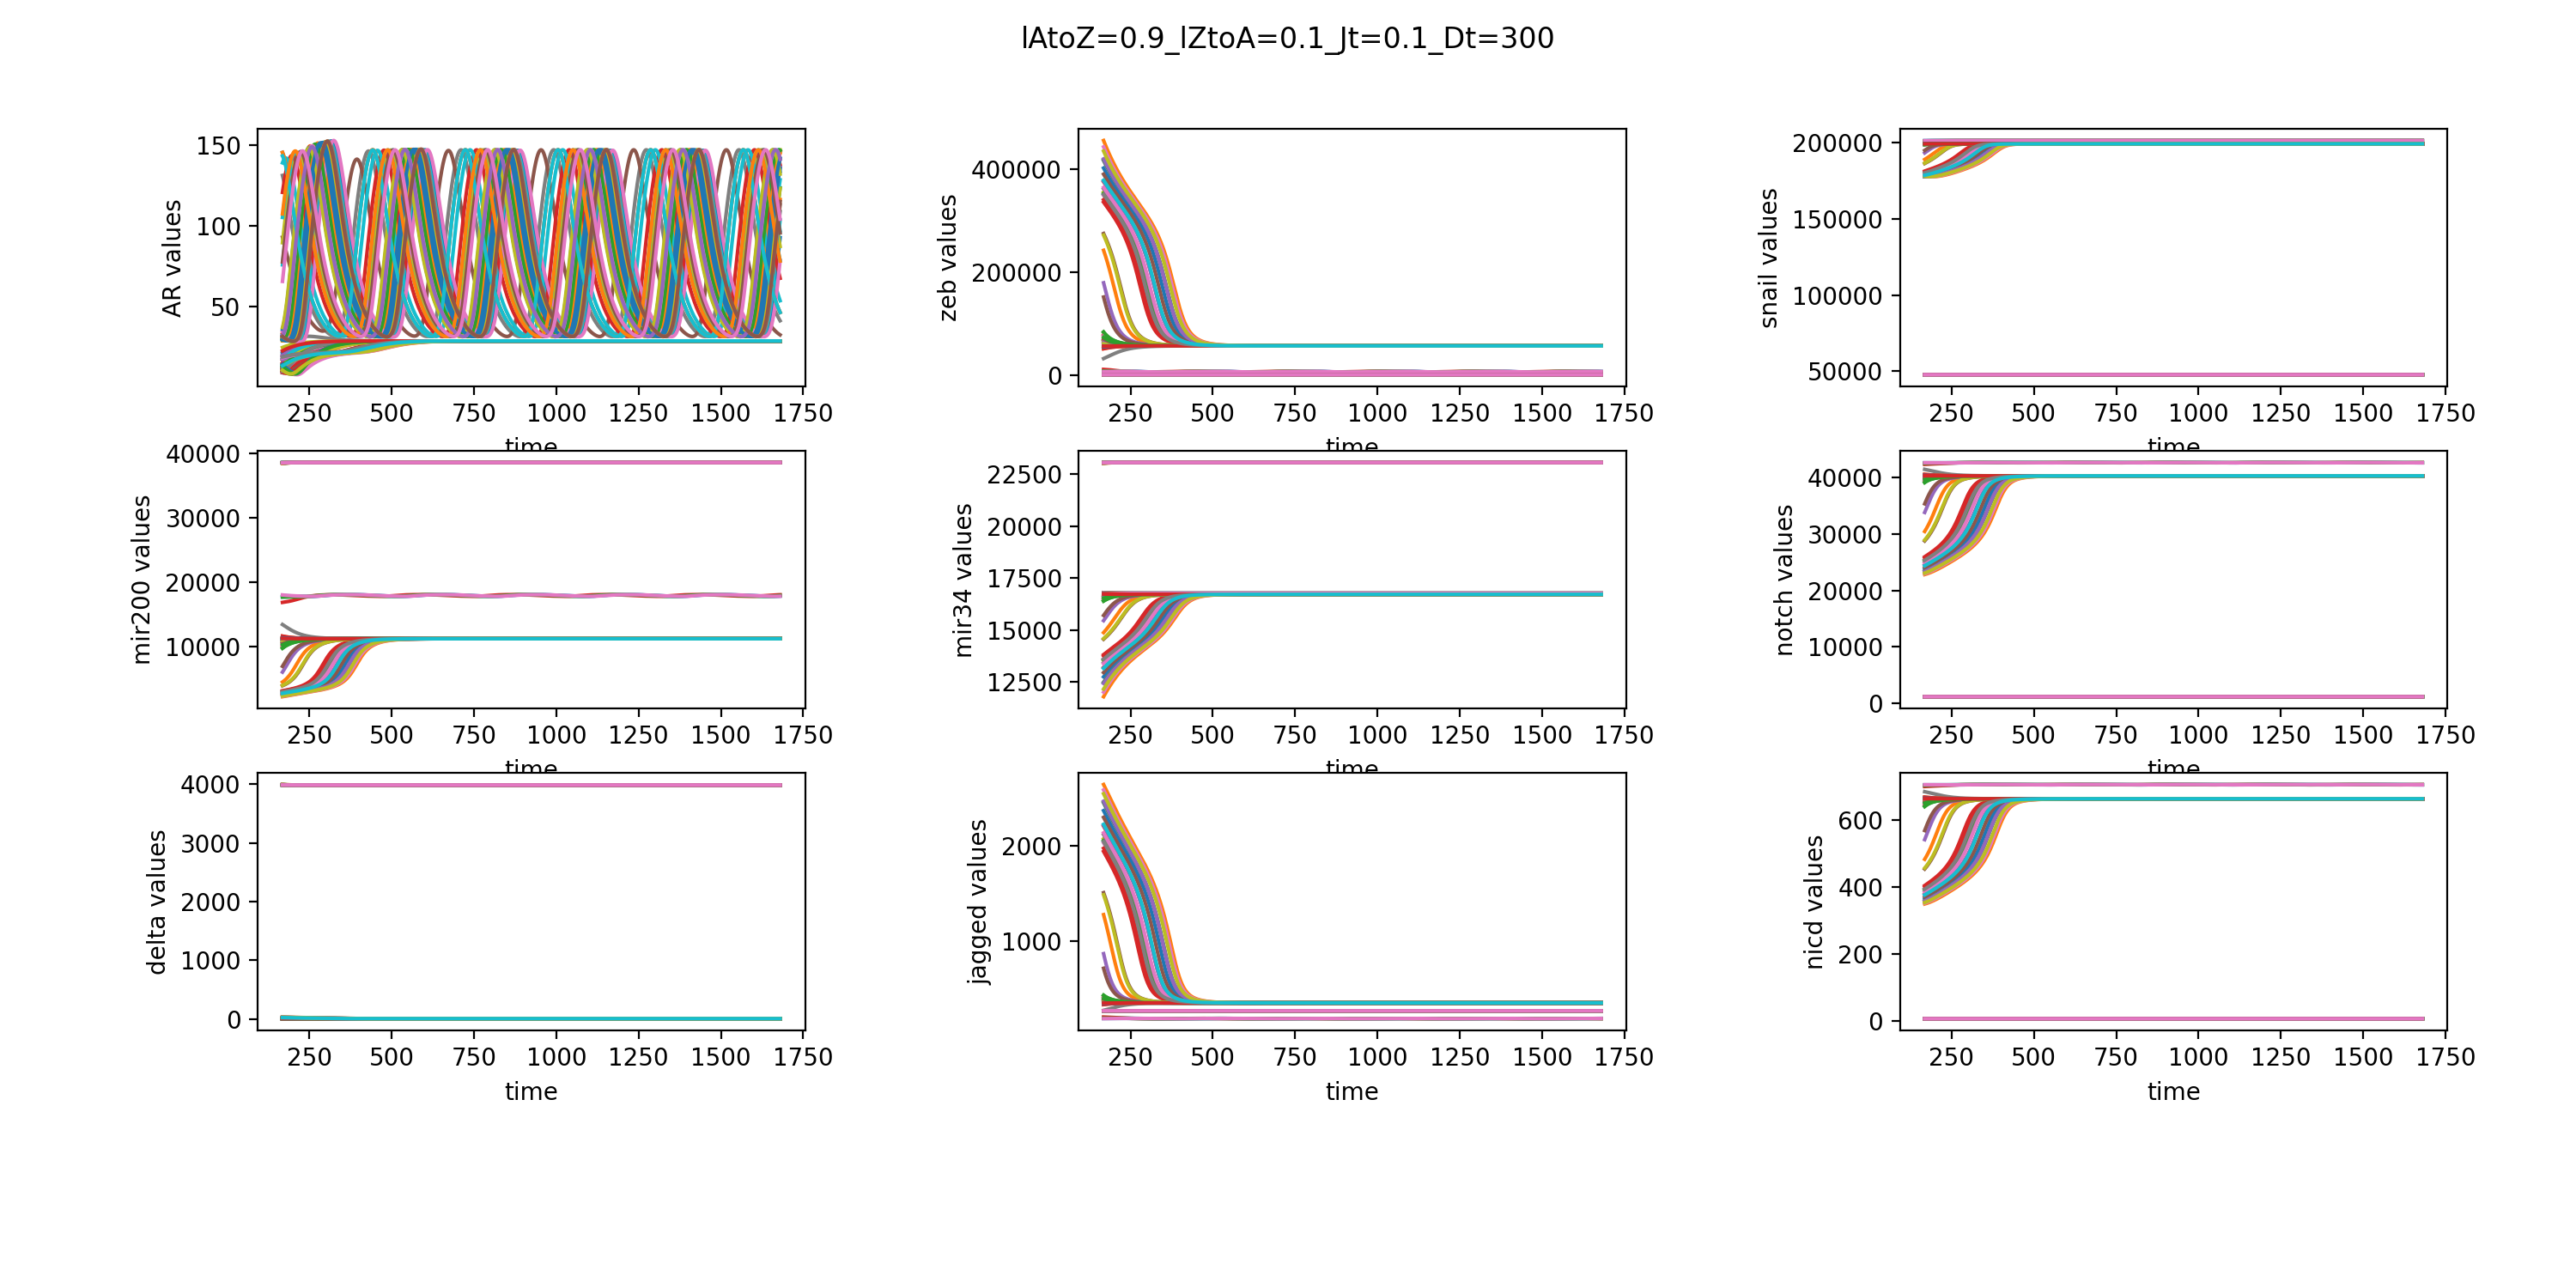 lAtoZ=0.9_lZtoA=0.1_Jt=0.1_Dt=300
AR values
150
100
50
250 500 750 1000 1250 1500 1750
time
zeb values
400000
200000
0
250 500 750 1000 1250 1500 1750
time
snail values
200000
150000
100000
50000
250 500 750 1000 1250 1500 1750
time
mir200 values
40000
30000
20000
10000
250 500 750 1000 1250 1500 1750
time
mir34 values
22500
20000
17500
15000
12500
250 500 750 1000 1250 1500 1750
time
notch values
40000
30000
20000
10000
0
250 500 750 1000 1250 1500 1750
time
delta values
4000
3000
2000
1000
0
250 500 750 1000 1250 1500 1750
time
jagged values
2000
1000
250 500 750 1000 1250 1500 1750
time
nicd values
600
400
200
0
250 500 750 1000 1250 1500 1750
time